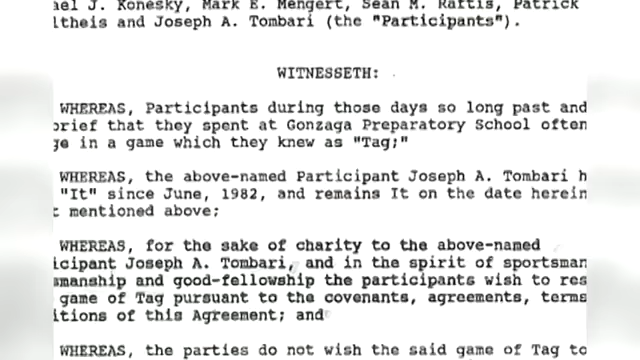 ael J. Konesky, Mark E. Mengert, Sean M. Raftis, Patrick
ltheis and Joseph A. Tombari (the "Participants").
WITNESSETH:
WHEREAS, Participants during those days so long past and
brief that they spent at Gonzaga Preparatory School often
ge in a game which they knew as "Tag;"
WHEREAS, the above-named Participant Joseph A. Tombari h
"It" since June, 1982, and remains It on the date herein
t mentioned above;
WHEREAS, for the sake of charity to the above-named
icipant Joseph A. Tombari, and in the spirit of sportsman
smanship and good-fellowship the participants wish to res
game of Tag pursuant to the covenants, agreements, terms
itions of this Agreement; and
WHEREAS, the parties do not wish the said game of Tag to